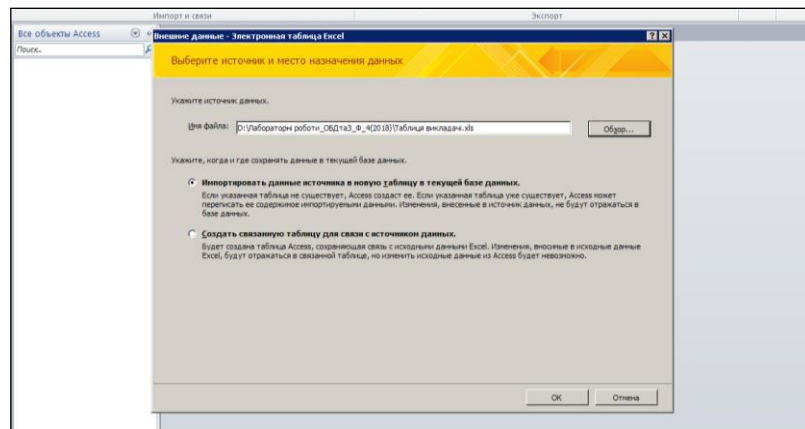 Импорт и связи
Экспорт
Все объекты Access
Поиск..
Внешние данные - Электронная таблица Excel
Выберите источник и место назначения данных
Укажите источник данных.
Имя файла:
D:\Лабораторні роботи_ОБДтаЗ_Ф_4(2018)\Таблиця викладачі.xls
Обзор...
Укажите, когда и где сохранять данные в текущей базе данных.
Импортировать данные источника в новую таблицу в текущей базе данных.
Если указанная таблица не существует, Access создаст ее. Если указанная таблица уже существует, Access может
переписать ее содержимое импортируемыми данными. Изменения, внесенные в источник данных, не будут отражаться в
базе данных.
Создать связанную таблицу для связи с источником данных.
Будет создана таблица Access, сохраняющая связь с исходными данными Excel. Изменения, вносимые в исходные данные
Excel, будут отражаться в связанной таблице, но изменить исходные данные из Access будет невозможно.
ОК
Отмена